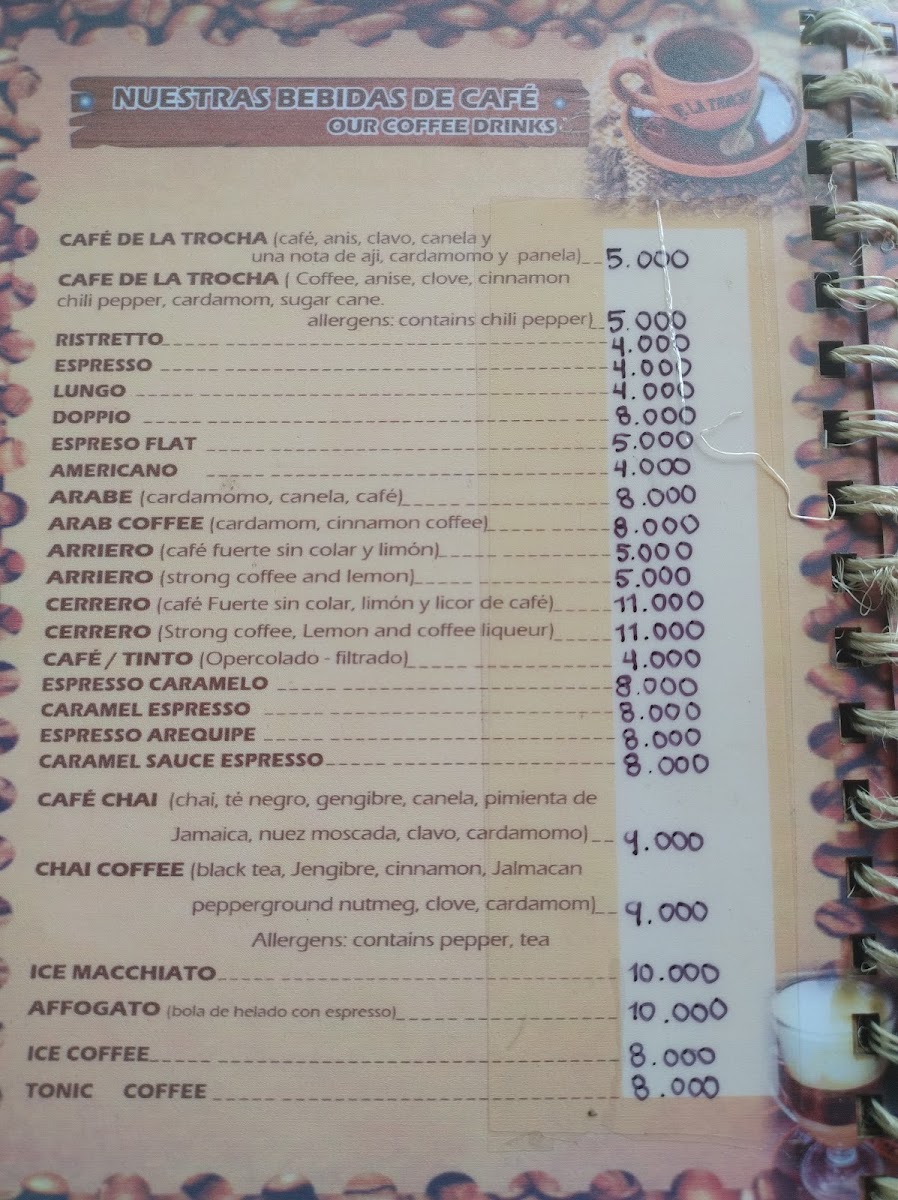 NUESTRAS BEBIDAS DE CAFÉ
OUR COFFEE DRINKS
DE LA TROCHA
CAFÉ DE LA TROCHA (café, anis, clavo, canela y
una nota de aji, cardamomo y panela) 5.000
CAFE DE LA TROCHA ( Coffee, anise, clove, cinnamon
chili pepper, cardamom, sugar cane.
allergens: contains chili pepper) 5.000
RISTRETTO 4.000
ESPRESSO 4.000
LUNGO 4.000
DOPPIO 8.000
ESPRESO FLAT 5.000
AMERICANO 4.000
ARABE (cardamomo, canela, café) 8.000
ARAB COFFEE (cardamom, cinnamon coffee) 8.000
ARRIERO (café fuerte sin colar y limón) 5.000
ARRIERO (strong coffee and lemon) 5.000
CERRERO (café Fuerte sin colar, limón y licor de café) 11.000
CERRERO (Strong coffee, Lemon and coffee liqueur) 11.000
CAFÉ / TINTO (Opercolado - filtrado) 4.000
ESPRESSO CARAMELO 8.000
CARAMEL ESPRESSO 8.000
ESPRESSO AREQUIPE 8.000
CARAMEL SAUCE ESPRESSO 8.000
CAFÉ CHAI (chai, té negro, gengibre, canela, pimienta de
Jamaica, nuez moscada, clavo, cardamomo) 9.000
CHAI COFFEE (black tea, Jengibre, cinnamon, Jalmacan
pepperground nutmeg, clove, cardamom) 9.000
Allergens: contains pepper, tea
ICE MACCHIATO 10.000
AFFOGATO (bola de helado con espresso) 10.000
ICE COFFEE 8.000
TONIC COFFEE 8.000